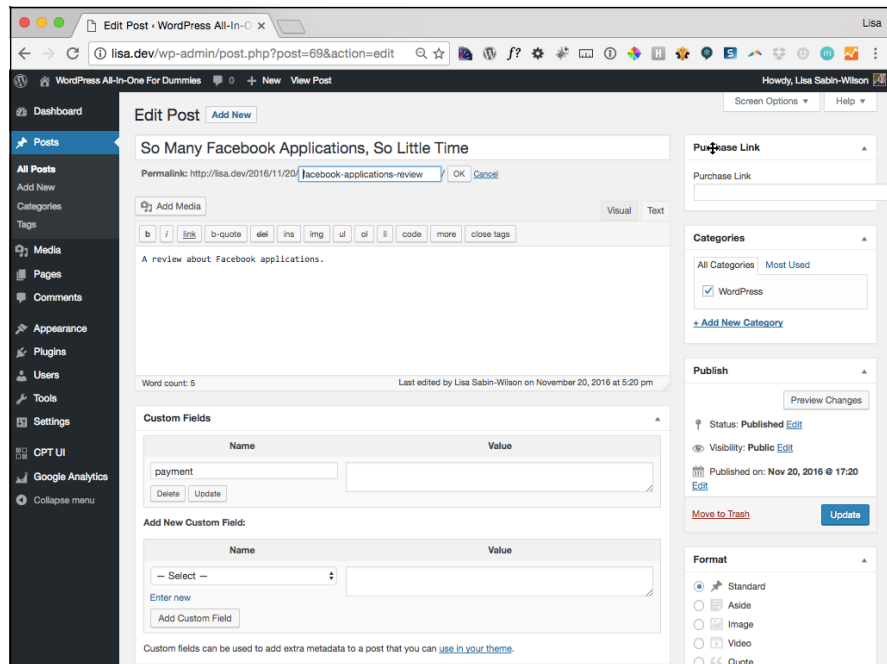 Edit Post ‹ WordPress All-In-O
Lisa
lisa.dev/wp-admin/post.php?post=69&action=edit
WordPress All-In-One For Dummies 0 + New View Post
Howdy, Lisa Sabin-Wilson
Screen Options
Help
Dashboard
Posts
All Posts
Add New
Categories
Tags
Media
Pages
Comments
Appearance
Plugins
Users
Tools
Settings
CPT UI
Google Analytics
Collapse menu
Edit Post Add New
So Many Facebook Applications, So Little Time
Permalink: http://lisa.dev/2016/11/20/facebook-applications-review/ OK Cancel
Add Media
Visual Text
b i link b-quote del ins img ul ol li code more close tags
A review about Facebook applications.
Word count: 5
Last edited by Lisa Sabin-Wilson on November 20, 2016 at 5:20 pm
Custom Fields
Name Value
payment
Delete Update
Add New Custom Field:
Name Value
— Select —
Enter new
Add Custom Field
Custom fields can be used to add extra metadata to a post that you can use in your theme.
Purchase Link
Purchase Link
Categories
All Categories Most Used
WordPress
+ Add New Category
Publish
Preview Changes
Status: Published Edit
Visibility: Public Edit
Published on: Nov 20, 2016 @ 17:20
Edit
Move to Trash
Update
Format
Standard
Aside
Image
Video
Quote